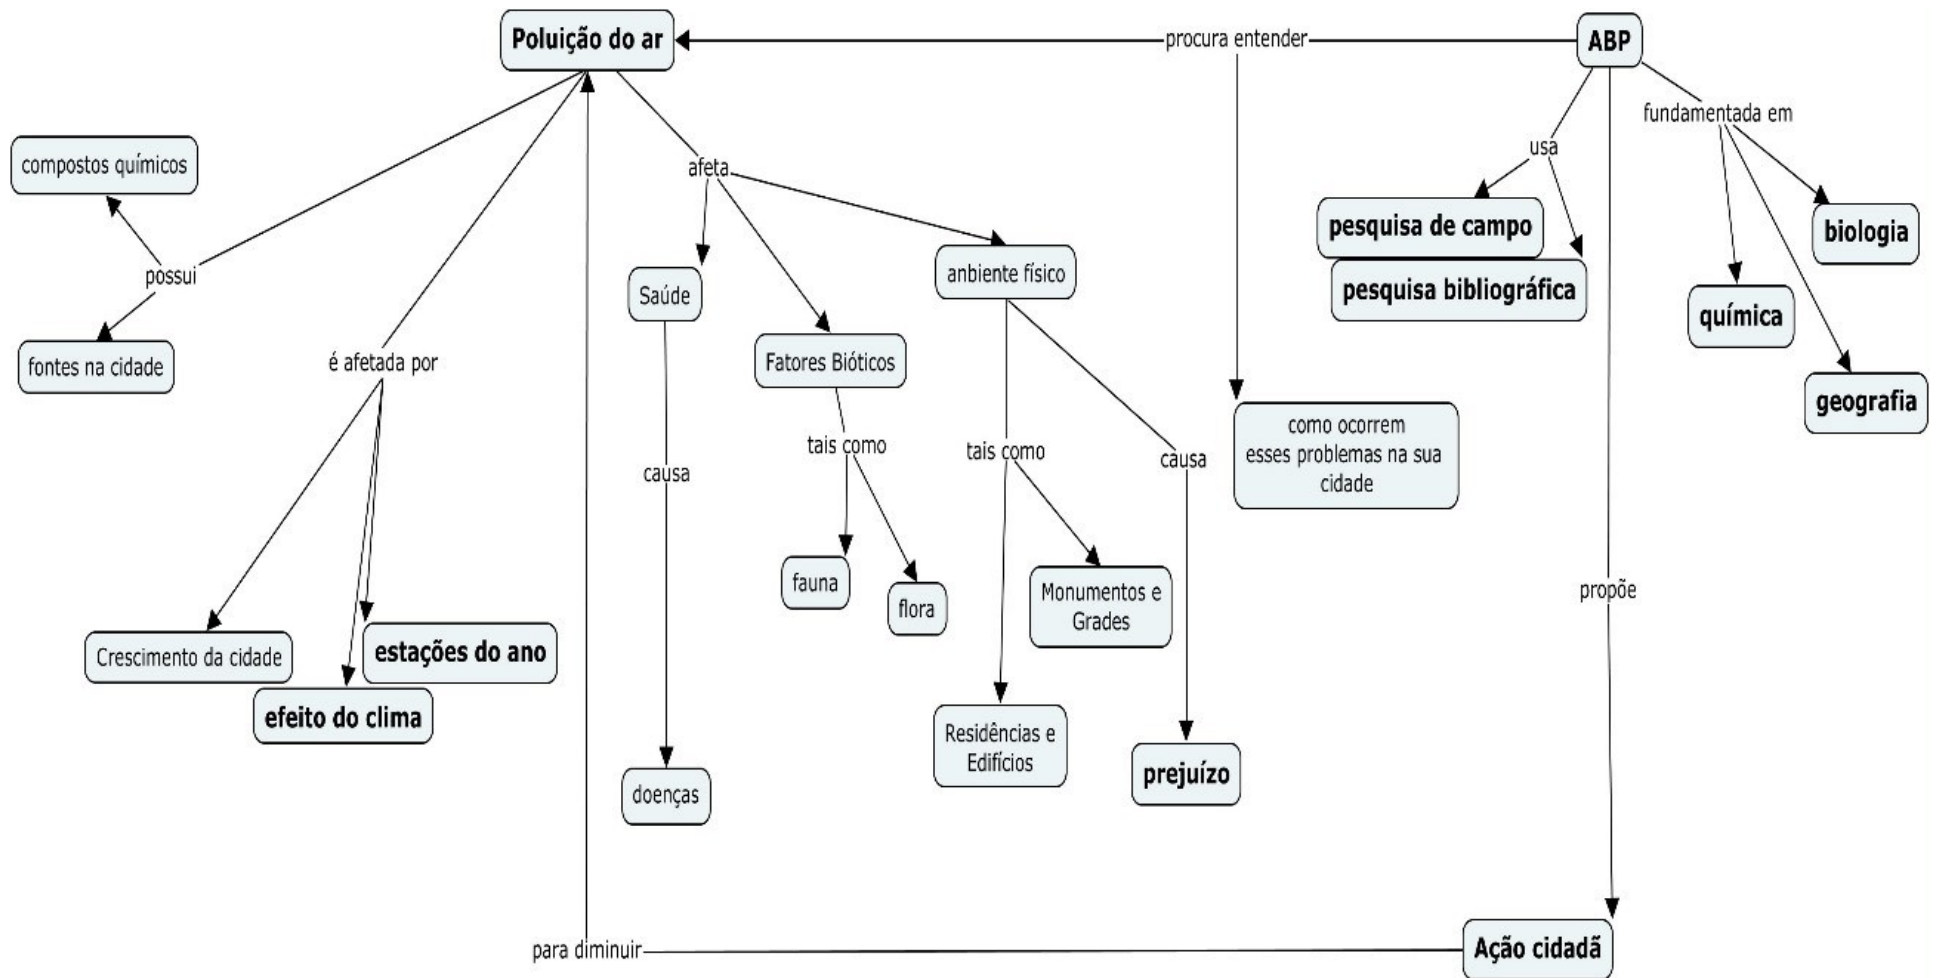 Poluição do ar
procura entender
ABP
fundamentada em
compostos químicos
afeta
usa
pesquisa de campo
biologia
possui
Saúde
anbiente físico
pesquisa bibliográfica
química
fontes na cidade
é afetada por
Fatores Bióticos
geografia
como ocorrem
esses problemas na sua
cidade
tais como
tais como
causa
causa
fauna
flora
Monumentos e
Grades
propõe
Crescimento da cidade
estações do ano
efeito do clima
Residências e
Edifícios
prejuízo
doenças
para diminuir
Ação cidadã